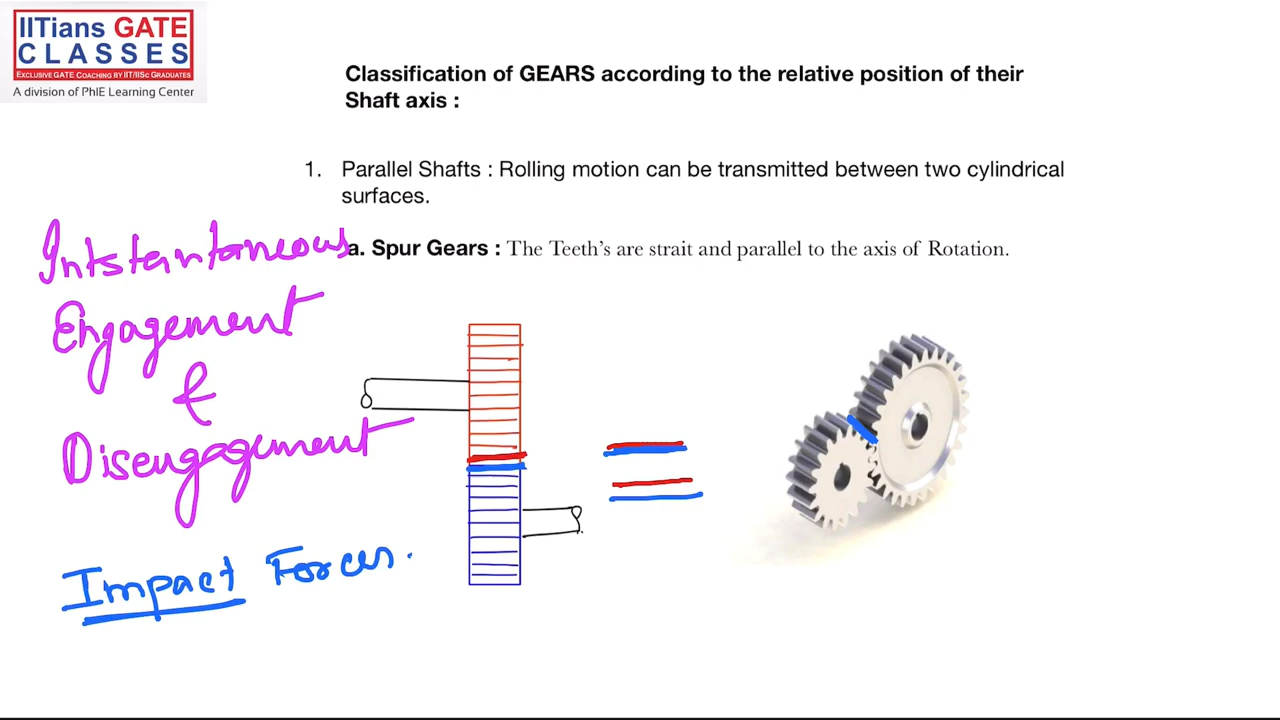 IITians GATE
CLASSES
EXCLUSIVE GATE COACHING BY IIT/IISc GRADUATES
A division of PhIE Learning Center
Classification of GEARS according to the relative position of their
Shaft axis :
1. Parallel Shafts : Rolling motion can be transmitted between two cylindrical
surfaces.
a. Spur Gears : The Teeth's are strait and parallel to the axis of Rotation.
Intstantaneous
Engagement
&
Disengagement
Impact Forces.